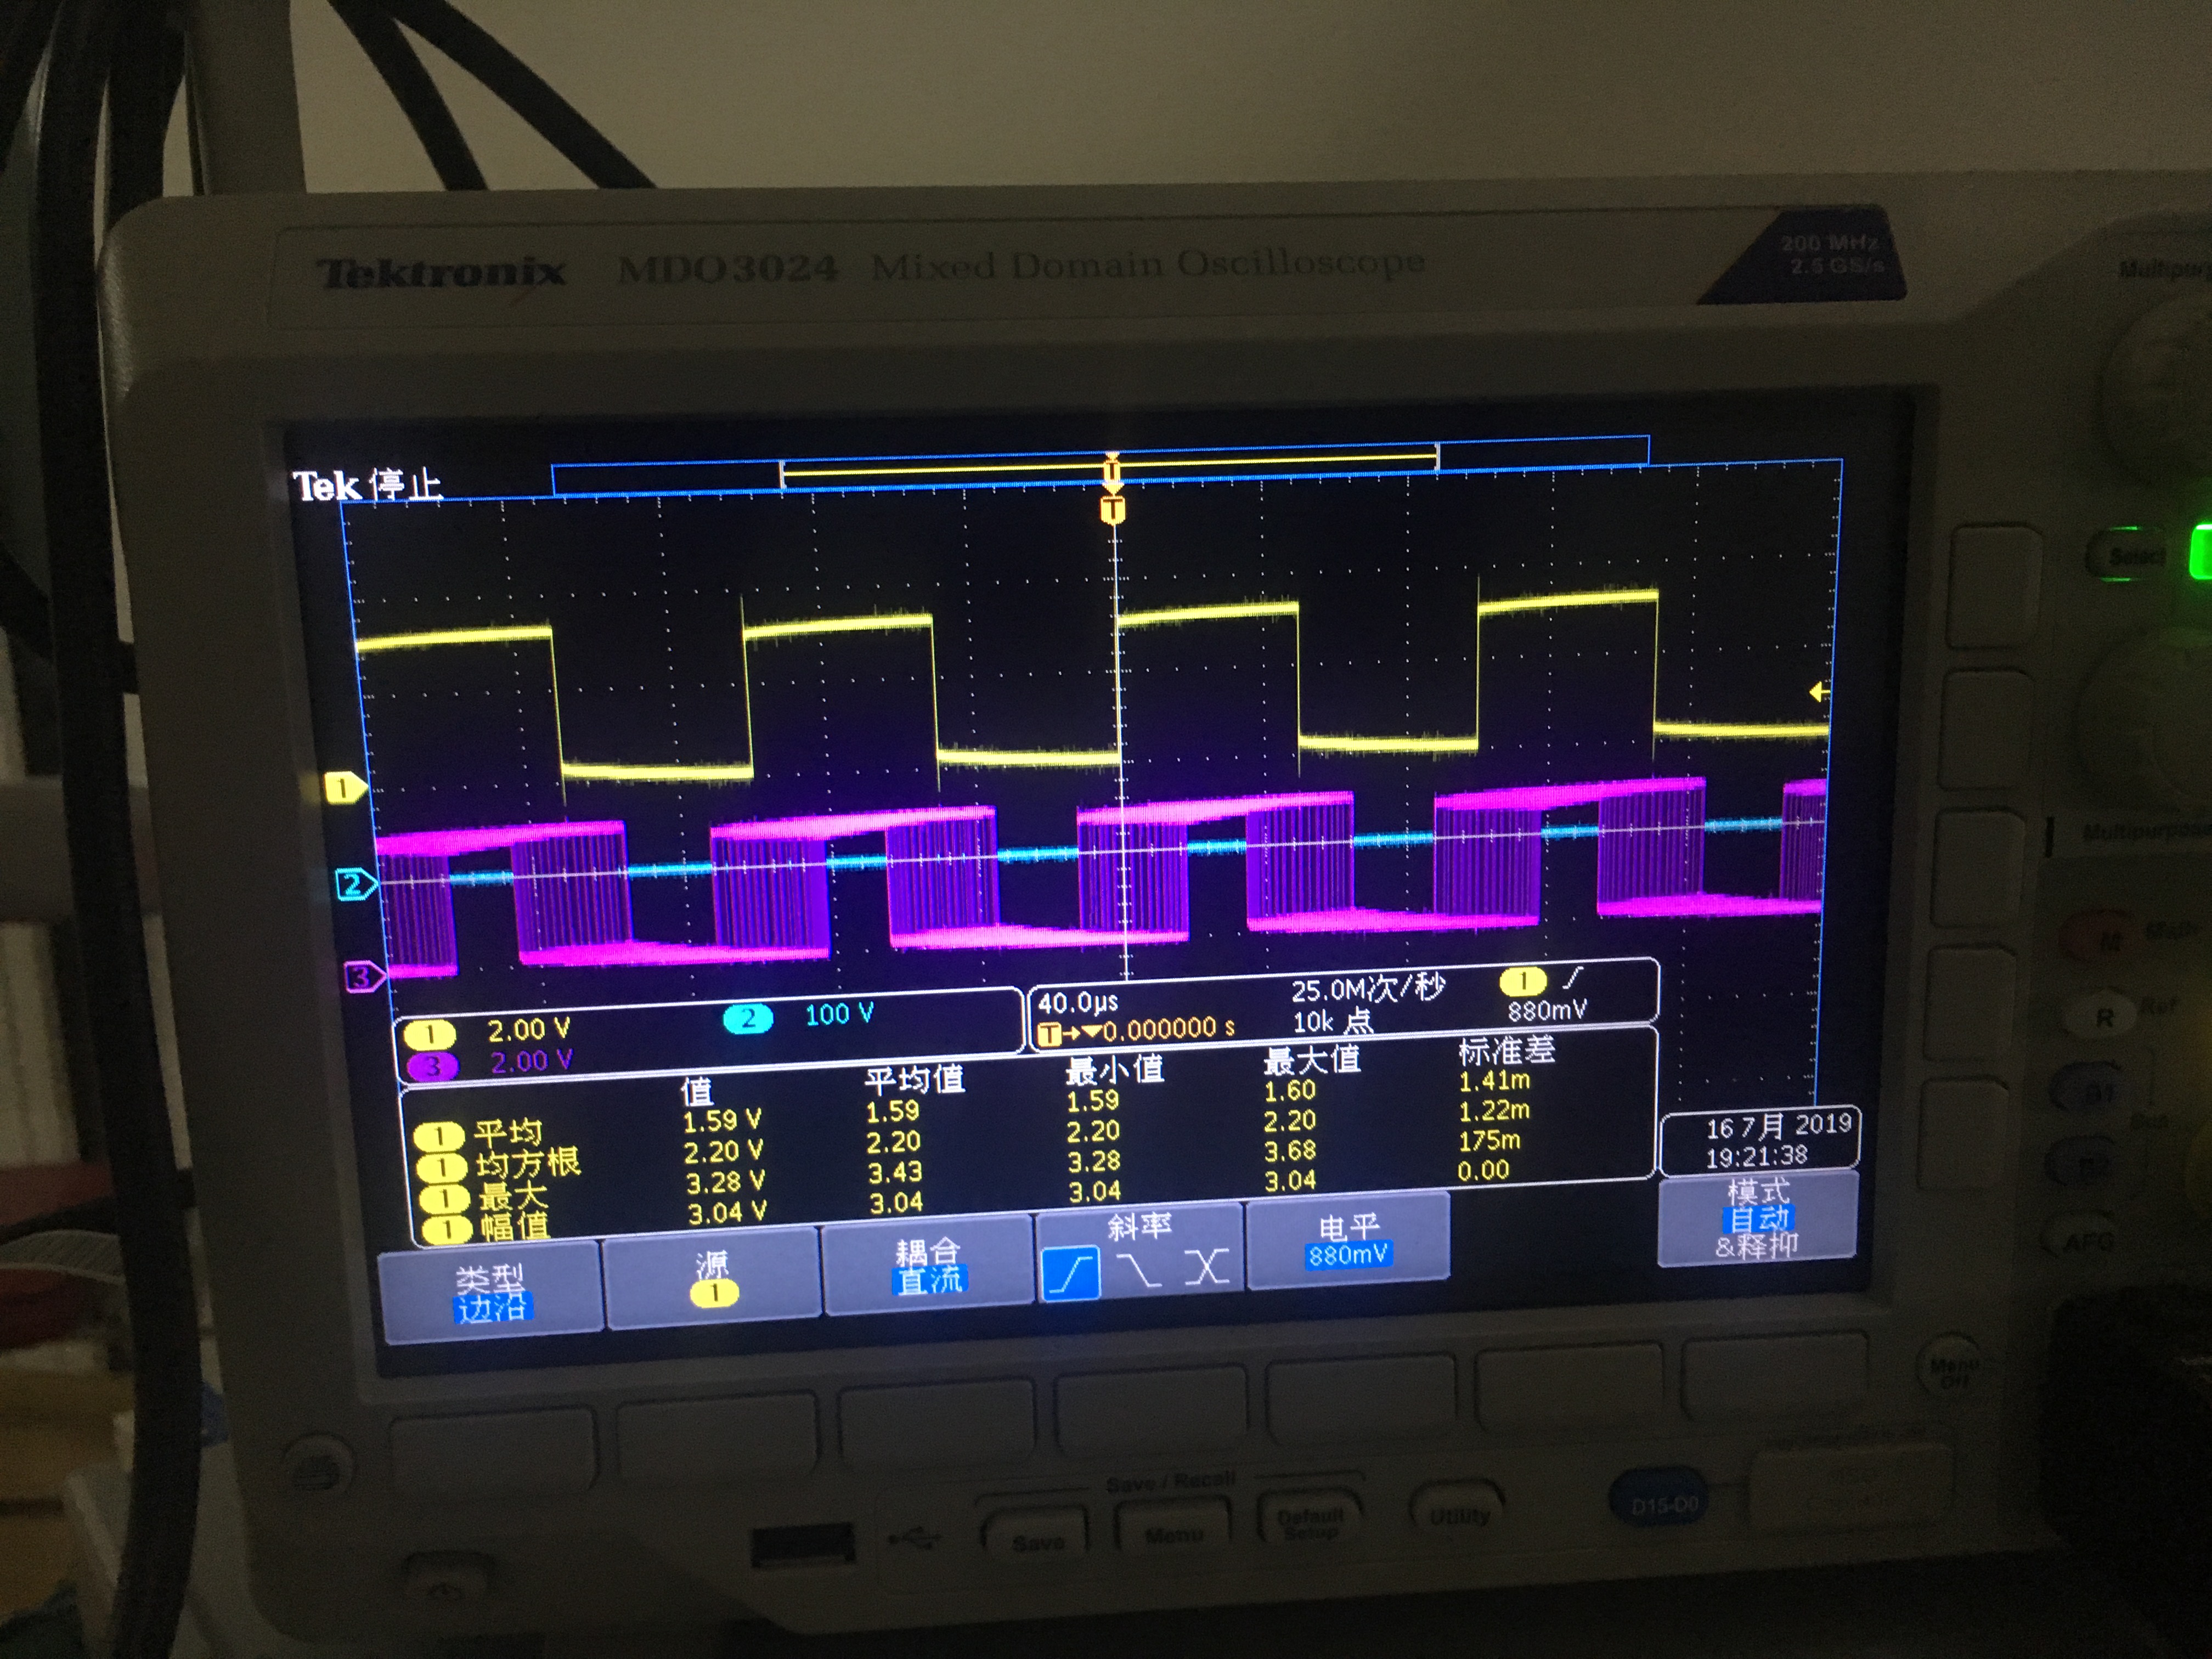 Tektronix MDO3024 Mixed Domain Oscilloscope
200 MHz
2.5 GS/s
Select
Tek 停止
T
T
1
2
3
1 2.00 V 2 100 V
3 2.00 V
40.0µs 25.0M次/秒 1
T→▼0.000000 s 10k 点 880mV
值 平均值 最小值 最大值 标准差
1 平均 1.59 V 1.59 1.59 1.60 1.41m
1 均方根 2.20 V 2.20 2.20 2.20 1.22m
1 最大 3.28 V 3.43 3.28 3.68 175m
1 幅值 3.04 V 3.04 3.04 3.04 0.00
16 7月 2019
19:21:38
类型
边沿
源
1
耦合
直流
斜率
电平
880mV
模式
自动
&释抑
M
R
Ref
Menu
Off
Save / Recall
Save
Menu
Default
Setup
Utility
D15-D0